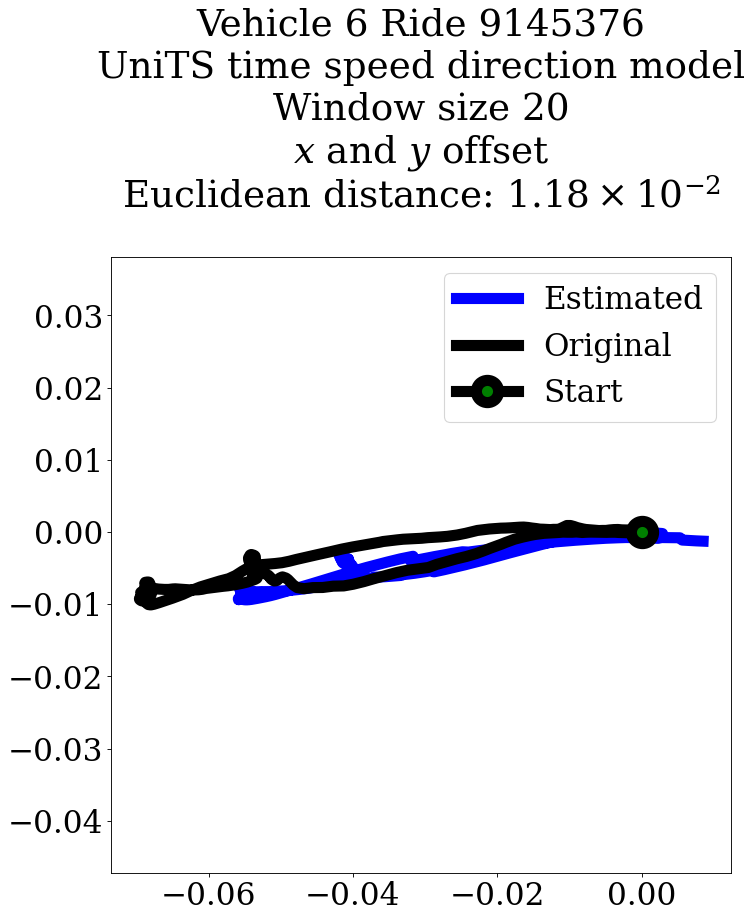 Vehicle 6 Ride 9145376
UniTS time speed direction model
Window size 20
x and y offset
Euclidean distance: 1.18 × 10⁻²
Estimated
Original
Start
0.03
0.02
0.01
0.00
−0.01
−0.02
−0.03
−0.04
−0.06 −0.04 −0.02 0.00